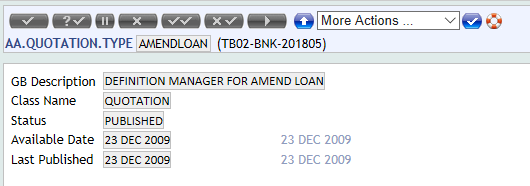 More Actions ...
AA.QUOTATION.TYPE AMENDLOAN (TB02-BNK-201805)
GB Description DEFINITION MANAGER FOR AMEND LOAN
Class Name QUOTATION
Status PUBLISHED
Available Date 23 DEC 2009 23 DEC 2009
Last Published 23 DEC 2009 23 DEC 2009